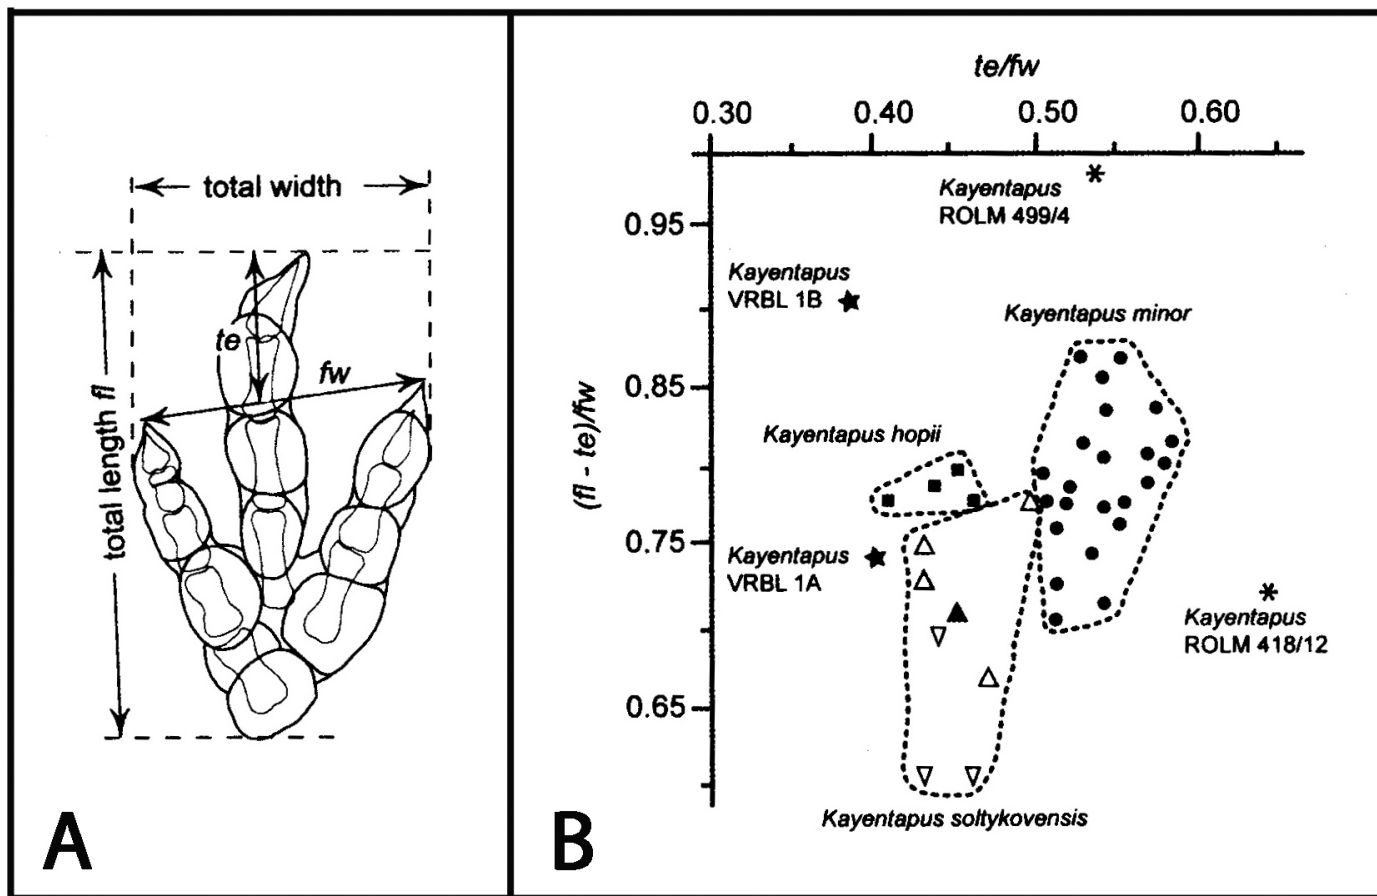 total width
te
fw
total length fl
A
te/fw
0.30 0.40 0.50 0.60
Kayentapus
ROLM 499/4
0.95
Kayentapus
VRBL 1B
Kayentapus minor
0.85
Kayentapus hopii
(fl - te)/fw
0.75
Kayentapus
VRBL 1A
Kayentapus
ROLM 418/12
0.65
Kayentapus soltykovensis
B